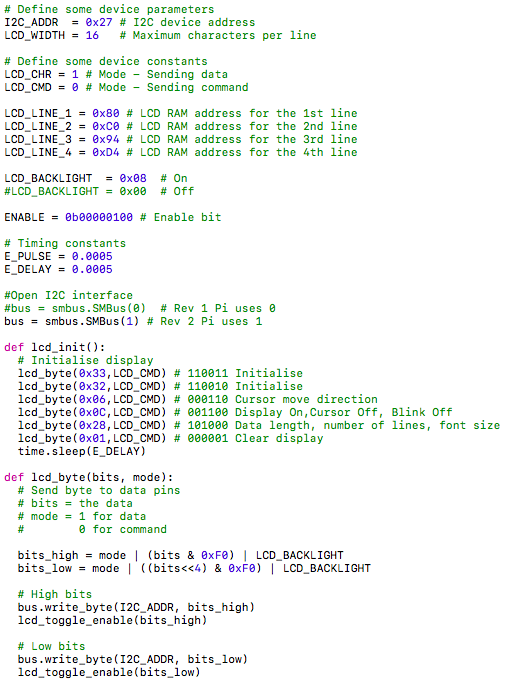 # Define some device parameters
I2C_ADDR  = 0x27 # I2C device address
LCD_WIDTH = 16   # Maximum characters per line

# Define some device constants
LCD_CHR = 1 # Mode - Sending data
LCD_CMD = 0 # Mode - Sending command

LCD_LINE_1 = 0x80 # LCD RAM address for the 1st line
LCD_LINE_2 = 0xC0 # LCD RAM address for the 2nd line
LCD_LINE_3 = 0x94 # LCD RAM address for the 3rd line
LCD_LINE_4 = 0xD4 # LCD RAM address for the 4th line

LCD_BACKLIGHT  = 0x08  # On
#LCD_BACKLIGHT = 0x00  # Off

ENABLE = 0b00000100 # Enable bit

# Timing constants
E_PULSE = 0.0005
E_DELAY = 0.0005

#Open I2C interface
#bus = smbus.SMBus(0)  # Rev 1 Pi uses 0
bus = smbus.SMBus(1) # Rev 2 Pi uses 1

def lcd_init():
  # Initialise display
  lcd_byte(0x33,LCD_CMD) # 110011 Initialise
  lcd_byte(0x32,LCD_CMD) # 110010 Initialise
  lcd_byte(0x06,LCD_CMD) # 000110 Cursor move direction
  lcd_byte(0x0C,LCD_CMD) # 001100 Display On,Cursor Off, Blink Off
  lcd_byte(0x28,LCD_CMD) # 101000 Data length, number of lines, font size
  lcd_byte(0x01,LCD_CMD) # 000001 Clear display
  time.sleep(E_DELAY)

def lcd_byte(bits, mode):
  # Send byte to data pins
  # bits = the data
  # mode = 1 for data
  #        0 for command

  bits_high = mode | (bits & 0xF0) | LCD_BACKLIGHT
  bits_low = mode | ((bits<<4) & 0xF0) | LCD_BACKLIGHT

  # High bits
  bus.write_byte(I2C_ADDR, bits_high)
  lcd_toggle_enable(bits_high)

  # Low bits
  bus.write_byte(I2C_ADDR, bits_low)
  lcd_toggle_enable(bits_low)